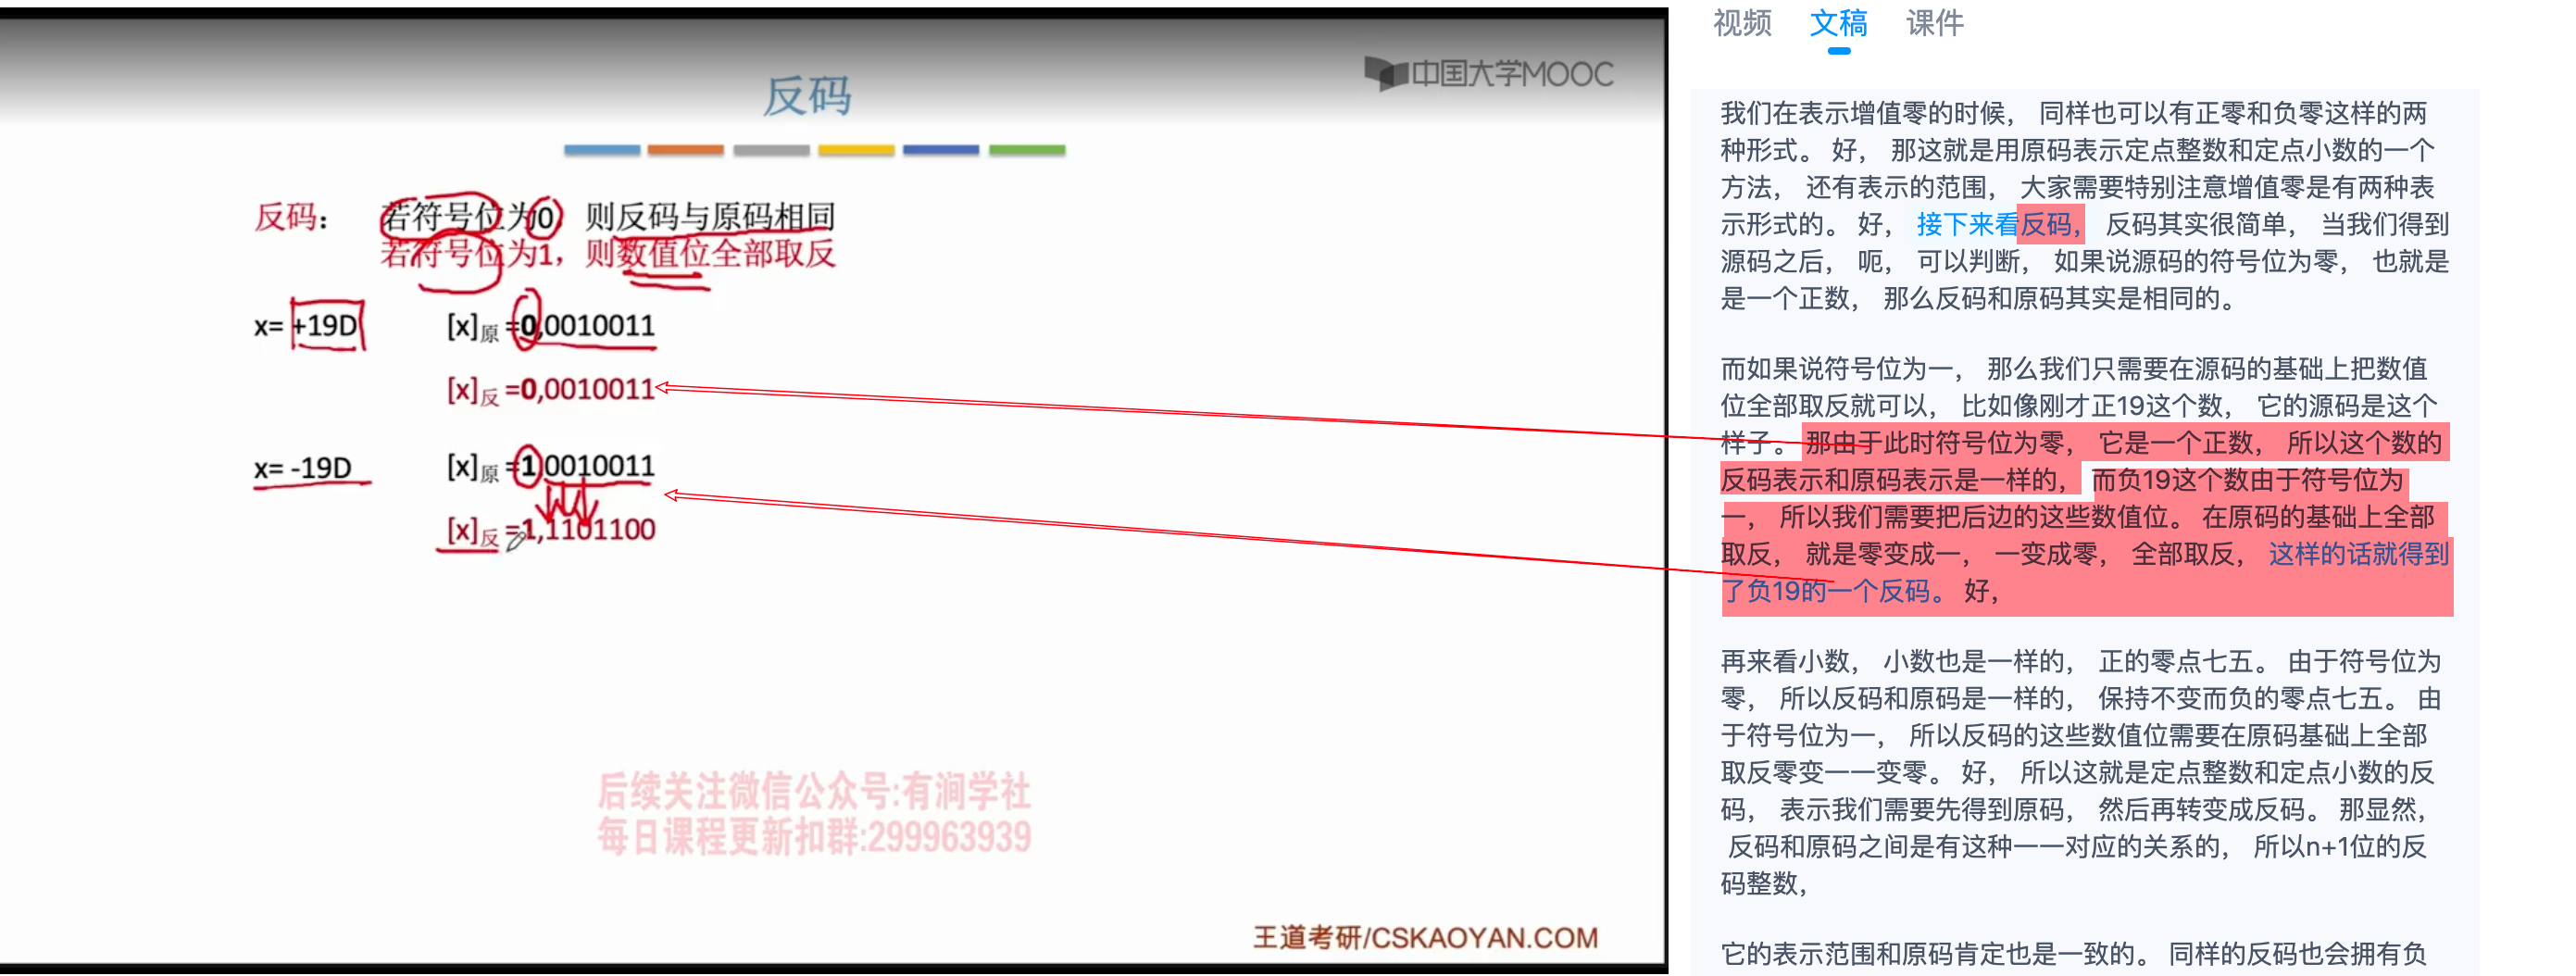 反码
中国大学MOOC
反码： 若符号位为0 则反码与原码相同
若符号位为1，则数值位全部取反
x= +19D [x]原 =0,0010011
[x]反 =0,0010011
x= -19D [x]原 =1,0010011
[x]反 =1,1101100
后续关注微信公众号:有涧学社
每日课程更新扣群:299963939
王道考研/CSKAOYAN.COM
视频 文稿 课件
我们在表示增值零的时候， 同样也可以有正零和负零这样的两
种形式。 好， 那这就是用原码表示定点整数和定点小数的一个
方法， 还有表示的范围， 大家需要特别注意增值零是有两种表
示形式的。 好， 接下来看反码， 反码其实很简单， 当我们得到
源码之后， 呃， 可以判断， 如果说源码的符号位为零， 也就是
是一个正数， 那么反码和原码其实是相同的。
而如果说符号位为一， 那么我们只需要在源码的基础上把数值
位全部取反就可以， 比如像刚才正19这个数， 它的源码是这个
样子。 那由于此时符号位为零， 它是一个正数， 所以这个数的
反码表示和原码表示是一样的， 而负19这个数由于符号位为
一， 所以我们需要把后边的这些数值位。 在原码的基础上全部
取反， 就是零变成一， 一变成零， 全部取反， 这样的话就得到
了负19的一个反码。 好，
再来看小数， 小数也是一样的， 正的零点七五。 由于符号位为
零， 所以反码和原码是一样的， 保持不变而负的零点七五。 由
于符号位为一， 所以反码的这些数值位需要在原码基础上全部
取反零变一一变零。 好， 所以这就是定点整数和定点小数的反
码， 表示我们需要先得到原码， 然后再转变成反码。 那显然，
反码和原码之间是有这种一一对应的关系的， 所以n+1位的反
码整数，
它的表示范围和原码肯定也是一致的。 同样的反码也会拥有负